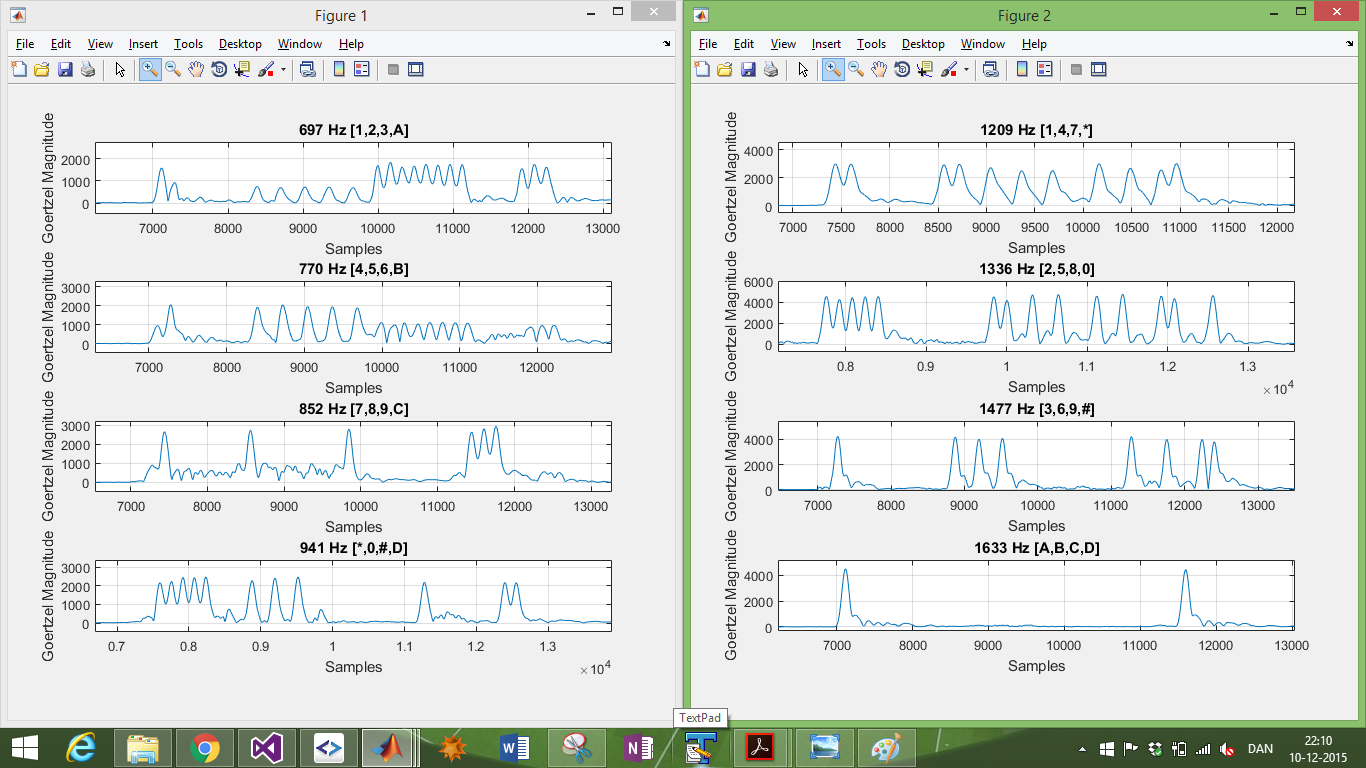 Figure 1
File Edit View Insert Tools Desktop Window Help
697 Hz [1,2,3,A]
Goertzel Magnitude
2000
1000
0
7000 8000 9000 10000 11000 12000 13000
Samples
770 Hz [4,5,6,B]
Goertzel Magnitude
3000
2000
1000
0
7000 8000 9000 10000 11000 12000
Samples
852 Hz [7,8,9,C]
Goertzel Magnitude
3000
2000
1000
0
7000 8000 9000 10000 11000 12000 13000
Samples
941 Hz [*,0,#,D]
Goertzel Magnitude
3000
2000
1000
0
0.7 0.8 0.9 1 1.1 1.2 1.3
Samples
×10⁴
Figure 2
File Edit View Insert Tools Desktop Window Help
1209 Hz [1,4,7,*]
Goertzel Magnitude
4000
2000
0
7000 7500 8000 8500 9000 9500 10000 10500 11000 11500 12000
Samples
1336 Hz [2,5,8,0]
Goertzel Magnitude
6000
4000
2000
0
0.8 0.9 1 1.1 1.2 1.3
Samples
×10⁴
1477 Hz [3,6,9,#]
Goertzel Magnitude
4000
2000
0
7000 8000 9000 10000 11000 12000 13000
Samples
1633 Hz [A,B,C,D]
Goertzel Magnitude
4000
2000
0
7000 8000 9000 10000 11000 12000 13000
Samples
TextPad
DAN
22:10
10-12-2015